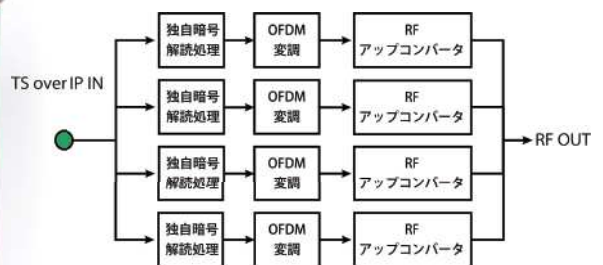 TS over IP IN
独自暗号
解読処理
OFDM
変調
RF
アップコンバータ
独自暗号
解読処理
OFDM
変調
RF
アップコンバータ
独自暗号
解読処理
OFDM
変調
RF
アップコンバータ
独自暗号
解読処理
OFDM
変調
RF
アップコンバータ
RF OUT